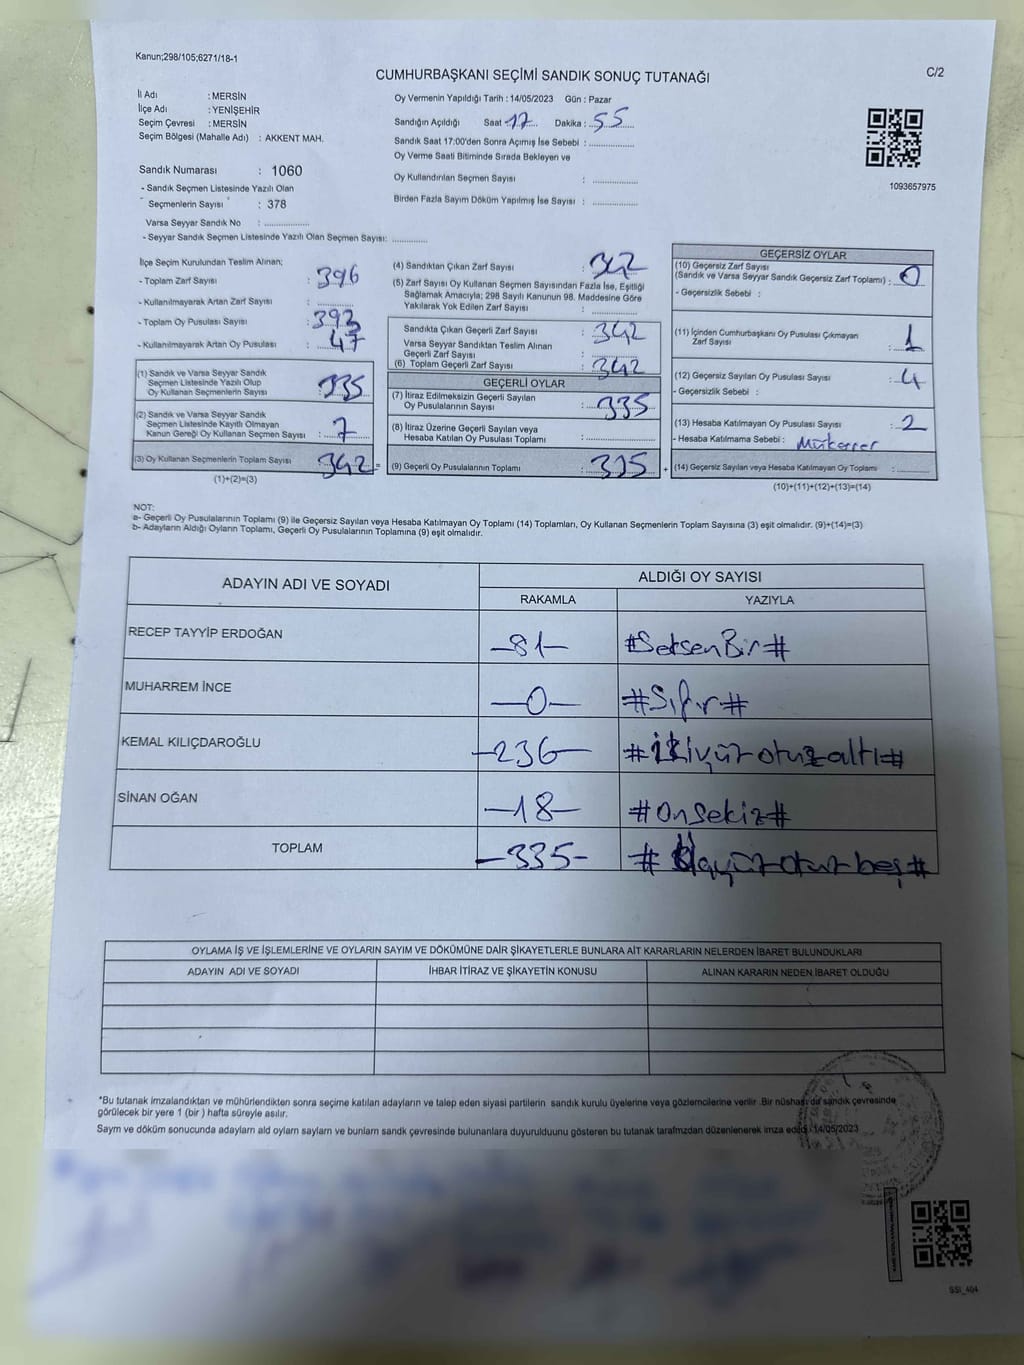 Kanun;298/105;6271/18-1
CUMHURBAŞKANI SEÇİMİ SANDIK SONUÇ TUTANAĞI
C/2
İl Adı : MERSİN
İlçe Adı : YENİŞEHİR
Seçim Çevresi : MERSİN
Seçim Bölgesi (Mahalle Adı) : AKKENT MAH.
Oy Vermenin Yapıldığı Tarih : 14/05/2023 Gün : Pazar
Sandığın Açıldığı Saat 17 Dakika : 55
Sandık Saat 17:00'den Sonra Açımış İse Sebebi : ..............
Oy Verme Saati Bitiminde Sırada Bekleyen ve
Oy Kullandırılan Seçmen Sayısı : ..............
Birden Fazla Sayım Döküm Yapılmış İse Sayısı : ..............
1093657975
Sandık Numarası : 1060
- Sandık Seçmen Listesinde Yazılı Olan
Seçmenlerin Sayısı : 378
Varsa Seyyar Sandık No : ..............
- Seyyar Sandık Seçmen Listesinde Yazılı Olan Seçmen Sayısı: ..............
İlçe Seçim Kurulundan Teslim Alınan;
- Toplam Zarf Sayısı : 396
- Kullanılmayarak Artan Zarf Sayısı : ..............
- Toplam Oy Pusulası Sayısı : 393
- Kullanılmayarak Artan Oy Pusulası : 47
(1) Sandık ve Varsa Seyyar Sandık
Seçmen Listesinde Yazılı Olup
Oy Kullanan Seçmenlerin Sayısı : 335
(2) Sandık ve Varsa Seyyar Sandık
Seçmen Listesinde Kayıtlı Olmayan
Kanun Gereği Oy Kullanan Seçmen Sayısı : 7
(3) Oy Kullanan Seçmenlerin Toplam Sayısı : 342 =
(1)+(2)=(3)
(4) Sandıktan Çıkan Zarf Sayısı : 342
(5) Zarf Sayısı Oy Kullanan Seçmen Sayısından Fazla İse, Eşitliği
Sağlamak Amacıyla; 298 Sayılı Kanunun 98. Maddesine Göre
Yakılarak Yok Edilen Zarf Sayısı : ..............
Sandıkta Çıkan Geçerli Zarf Sayısı : 342
Varsa Seyyar Sandıktan Teslim Alınan
Geçerli Zarf Sayısı : ..............
(6) Toplam Geçerli Zarf Sayısı : 342
GEÇERLİ OYLAR
(7) İtiraz Edilmeksizin Geçerli Sayılan
Oy Pusulalarının Sayısı : 335
(8) İtiraz Üzerine Geçerli Sayılan veya
Hesaba Katılan Oy Pusulası Toplamı : ..............
(9) Geçerli Oy Pusulalarının Toplamı : 335 +
GEÇERSİZ OYLAR
(10) Geçersiz Zarf Sayısı
(Sandık ve Varsa Seyyar Sandık Geçersiz Zarf Toplamı) : 0
- Geçersizlik Sebebi :
(11) İçinden Cumhurbaşkanı Oy Pusulası Çıkmayan
Zarf Sayısı : 1
(12) Geçersiz Sayılan Oy Pusulası Sayısı : 4
- Geçersizlik Sebebi :
(13) Hesaba Katılmayan Oy Pusulası Sayısı : 2
- Hesaba Katılmama Sebebi : Mükerrer
(14) Geçersiz Sayılan veya Hesaba Katılmayan Oy Toplamı : ..............
(10)+(11)+(12)+(13)=(14)
NOT:
a- Geçerli Oy Pusulalarının Toplamı (9) ile Geçersiz Sayılan veya Hesaba Katılmayan Oy Toplamı (14) Toplamları, Oy Kullanan Seçmenlerin Toplam Sayısına (3) eşit olmalıdır. (9)+(14)=(3)
b- Adayların Aldığı Oyların Toplamı, Geçerli Oy Pusulalarının Toplamına (9) eşit olmalıdır.
ADAYIN ADI VE SOYADI ALDIĞI OY SAYISI
RAKAMLA YAZIYLA
RECEP TAYYİP ERDOĞAN -81- #SeksenBir#
MUHARREM İNCE -0- #Sıfır#
KEMAL KILIÇDAROĞLU -236- #İkiyüz otuz altı#
SİNAN OĞAN -18- #Onsekiz#
TOPLAM -335- # Üçyüz otuz beş#
OYLAMA İŞ VE İŞLEMLERİNE VE OYLARIN SAYIM VE DÖKÜMÜNE DAİR ŞİKAYETLERLE BUNLARA AİT KARARLARIN NELERDEN İBARET BULUNDUKLARI
ADAYIN ADI VE SOYADI İHBAR İTİRAZ VE ŞİKAYETİN KONUSU ALINAN KARARIN NEDEN İBARET OLDUĞU
*Bu tutanak imzalandıktan ve mühürlendikten sonra seçime katılan adayların ve talep eden siyasi partilerin sandık kurulu üyelerine veya gözlemcilerine verilir .Bir nüshası da sandık çevresinde
görülecek bir yere 1 (bir ) hafta süreyle asılır.
Sayım ve döküm sonucunda adayların ald oyların sayların ve bunların sandk çevresinde bulunanlara duyurulduunu gösteren bu tutanak tarafmzdan düzenlenerek imza edildi. 14/05/2023
SSI_404